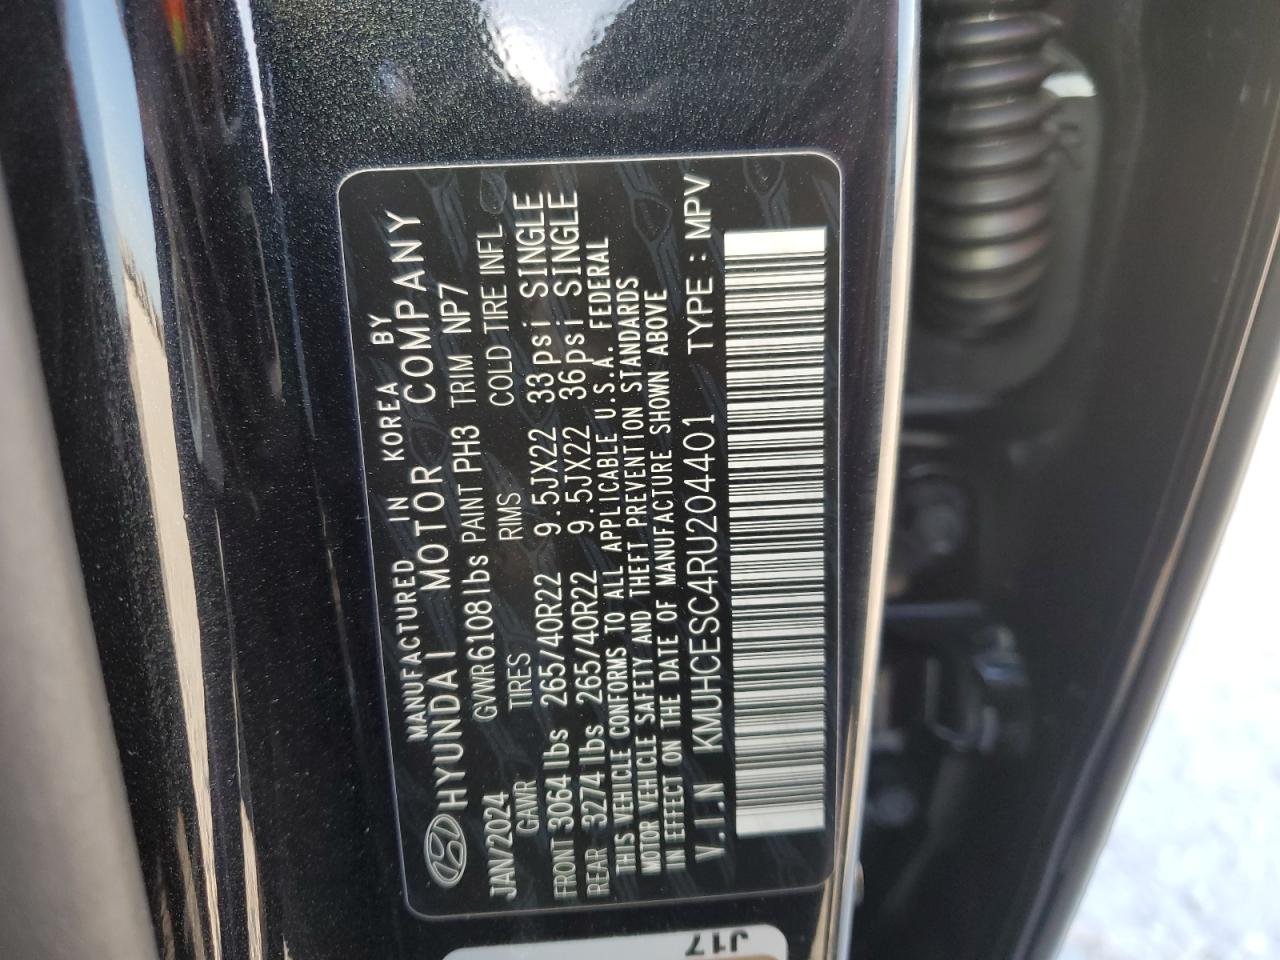 MANUFACTURED IN KOREA BY
HYUNDAI MOTOR COMPANY
JAN/2024 GVWR6108lbs PAINT PH3 TRIM NP7
GAWR TIRES RIMS COLD TIRE INFL
FRONT 3064lbs 265/40R22 9.5JX22 33psi SINGLE
REAR 3274lbs 265/40R22 9.5JX22 36psi SINGLE
THIS VEHICLE CONFORMS TO ALL APPLICABLE U.S.A. FEDERAL
MOTOR VEHICLE SAFETY AND THEFT PREVENTION STANDARDS
IN EFFECT ON THE DATE OF MANUFACTURE SHOWN ABOVE
V.I.N KMUHCESC4RU204401 TYPE : MPV
J17
R